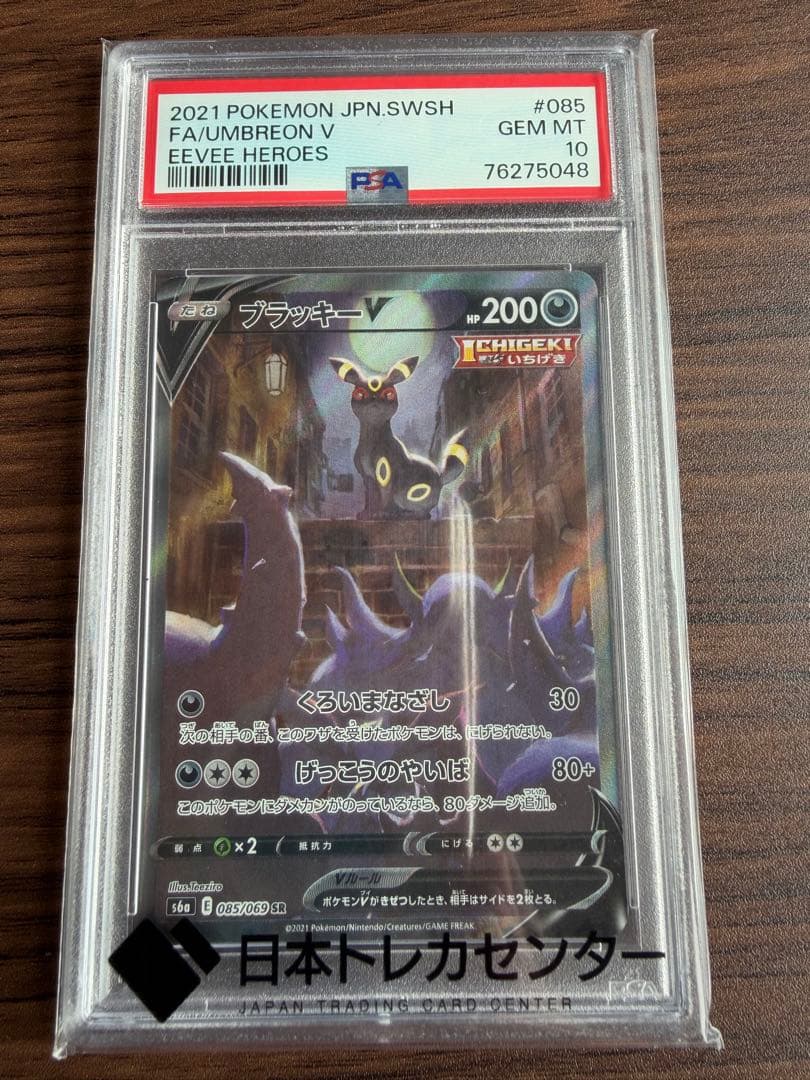 2021 POKEMON JPN.SWSH #085
FA/UMBREON V GEM MT
EEVEE HEROES 10
PSA 76275048
たね ブラッキーV HP 200
ICHIGEKI
いちげき
くろいまなざし 30
次の相手の番、このワザを受けたポケモンは、にげられない。
げっこうのやいば 80+
このポケモンにダメカンがのっているなら、80ダメージ追加。
弱点 ×2 抵抗力 にげる
Vルール
ポケモンVがきぜつしたとき、相手はサイドを2枚とる。
Illus.Teeziro
s6a E 085/069 SR
©2021 Pokémon/Nintendo/Creatures/GAME FREAK
日本トレカセンター
JAPAN TRADING CARD CENTER